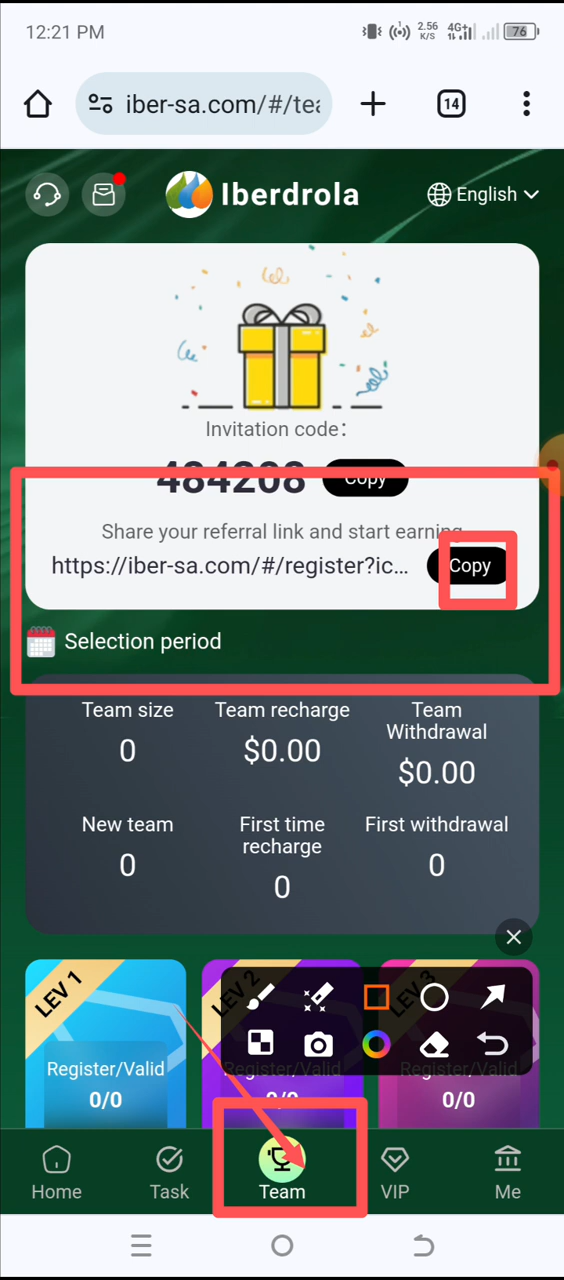 12:21 PM
2.56
K/S
4G+
76
iber-sa.com/#/tea
14
Iberdrola
English
Invitation code:
484208
Copy
Share your referral link and start earning
https://iber-sa.com/#/register?ic...
Copy
Selection period
Team size
Team recharge
Team
Withdrawal
0
$0.00
$0.00
New team
First time
recharge
First withdrawal
0
0
0
LEV 1
LEV 2
LEV 3
Register/Valid
Register/Valid
Register/Valid
0/0
0/0
0/0
Home
Task
Team
VIP
Me